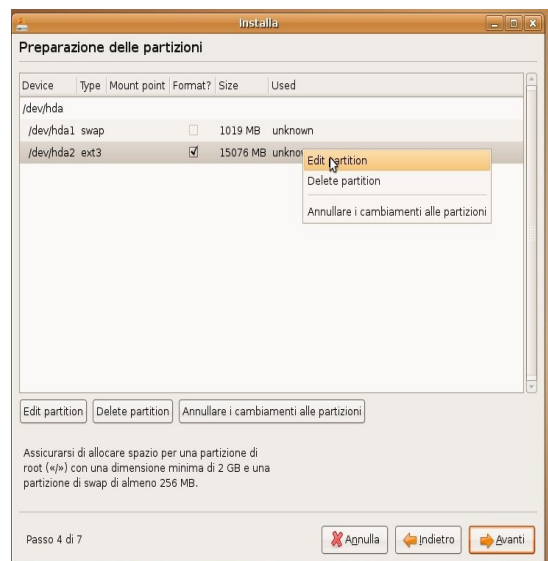 Installa
Preparazione delle partizioni
Device Type Mount point Format? Size Used
/dev/hda
/dev/hda1 swap 1019 MB unknown
/dev/hda2 ext3 15076 MB unkno
Edit partition
Delete partition
Annullare i cambiamenti alle partizioni
Edit partition Delete partition Annullare i cambiamenti alle partizioni
Assicurarsi di allocare spazio per una partizione di
root («/») con una dimensione minima di 2 GB e una
partizione di swap di almeno 256 MB.
Passo 4 di 7 Annulla Indietro Avanti